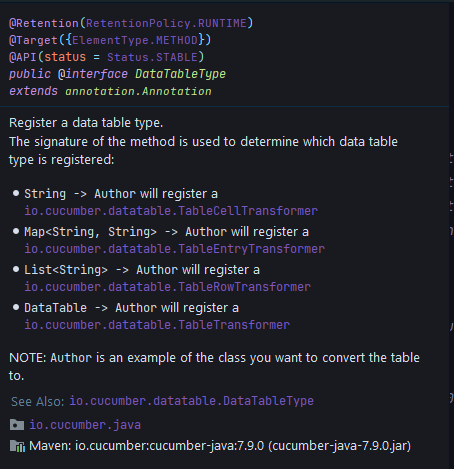 @Retention(RetentionPolicy.RUNTIME)
@Target({ElementType.METHOD})
@API(status = Status.STABLE)
public @interface DataTableType
extends annotation.Annotation
Register a data table type.
The signature of the method is used to determine which data table
type is registered:
• String -> Author will register a
io.cucumber.datatable.TableCellTransformer
• Map<String, String> -> Author will register a
io.cucumber.datatable.TableEntryTransformer
• List<String> -> Author will register a
io.cucumber.datatable.TableRowTransformer
• DataTable -> Author will register a
io.cucumber.datatable.TableTransformer
NOTE: Author is an example of the class you want to convert the table
to.
See Also: io.cucumber.datatable.DataTableType
io.cucumber.java
Maven: io.cucumber:cucumber-java:7.9.0 (cucumber-java-7.9.0.jar)